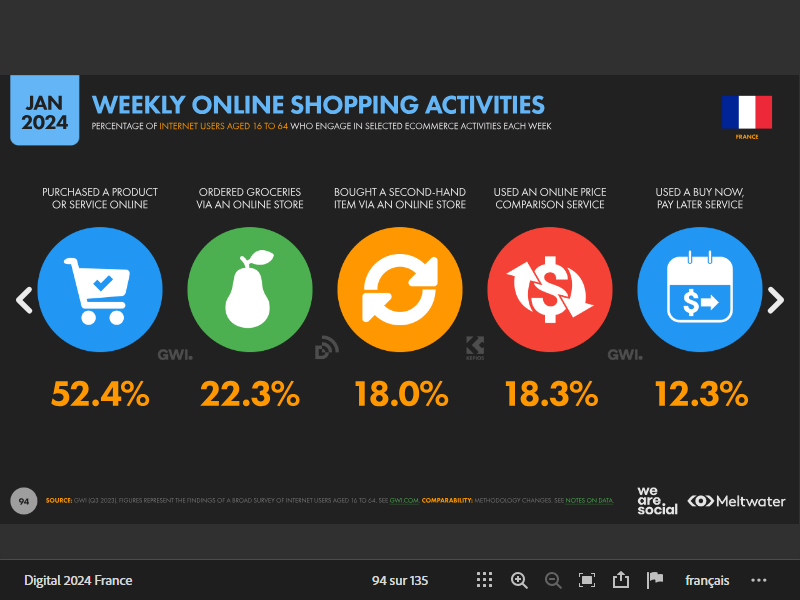 JAN
2024
WEEKLY ONLINE SHOPPING ACTIVITIES
PERCENTAGE OF INTERNET USERS AGED 16 TO 64 WHO ENGAGE IN SELECTED ECOMMERCE ACTIVITIES EACH WEEK
FRANCE
PURCHASED A PRODUCT
OR SERVICE ONLINE
ORDERED GROCERIES
VIA AN ONLINE STORE
BOUGHT A SECOND-HAND
ITEM VIA AN ONLINE STORE
USED AN ONLINE PRICE
COMPARISON SERVICE
USED A BUY NOW,
PAY LATER SERVICE
$
$
GWI.
KEPIOS
GWI.
52.4%
22.3%
18.0%
18.3%
12.3%
94
SOURCE: GWI (Q3 2023). FIGURES REPRESENT THE FINDINGS OF A BROAD SURVEY OF INTERNET USERS AGED 16 TO 64. SEE GWI.COM. COMPARABILITY: METHODOLOGY CHANGES. SEE NOTES ON DATA.
we
are.
social
Meltwater
Digital 2024 France
94 sur 135
français